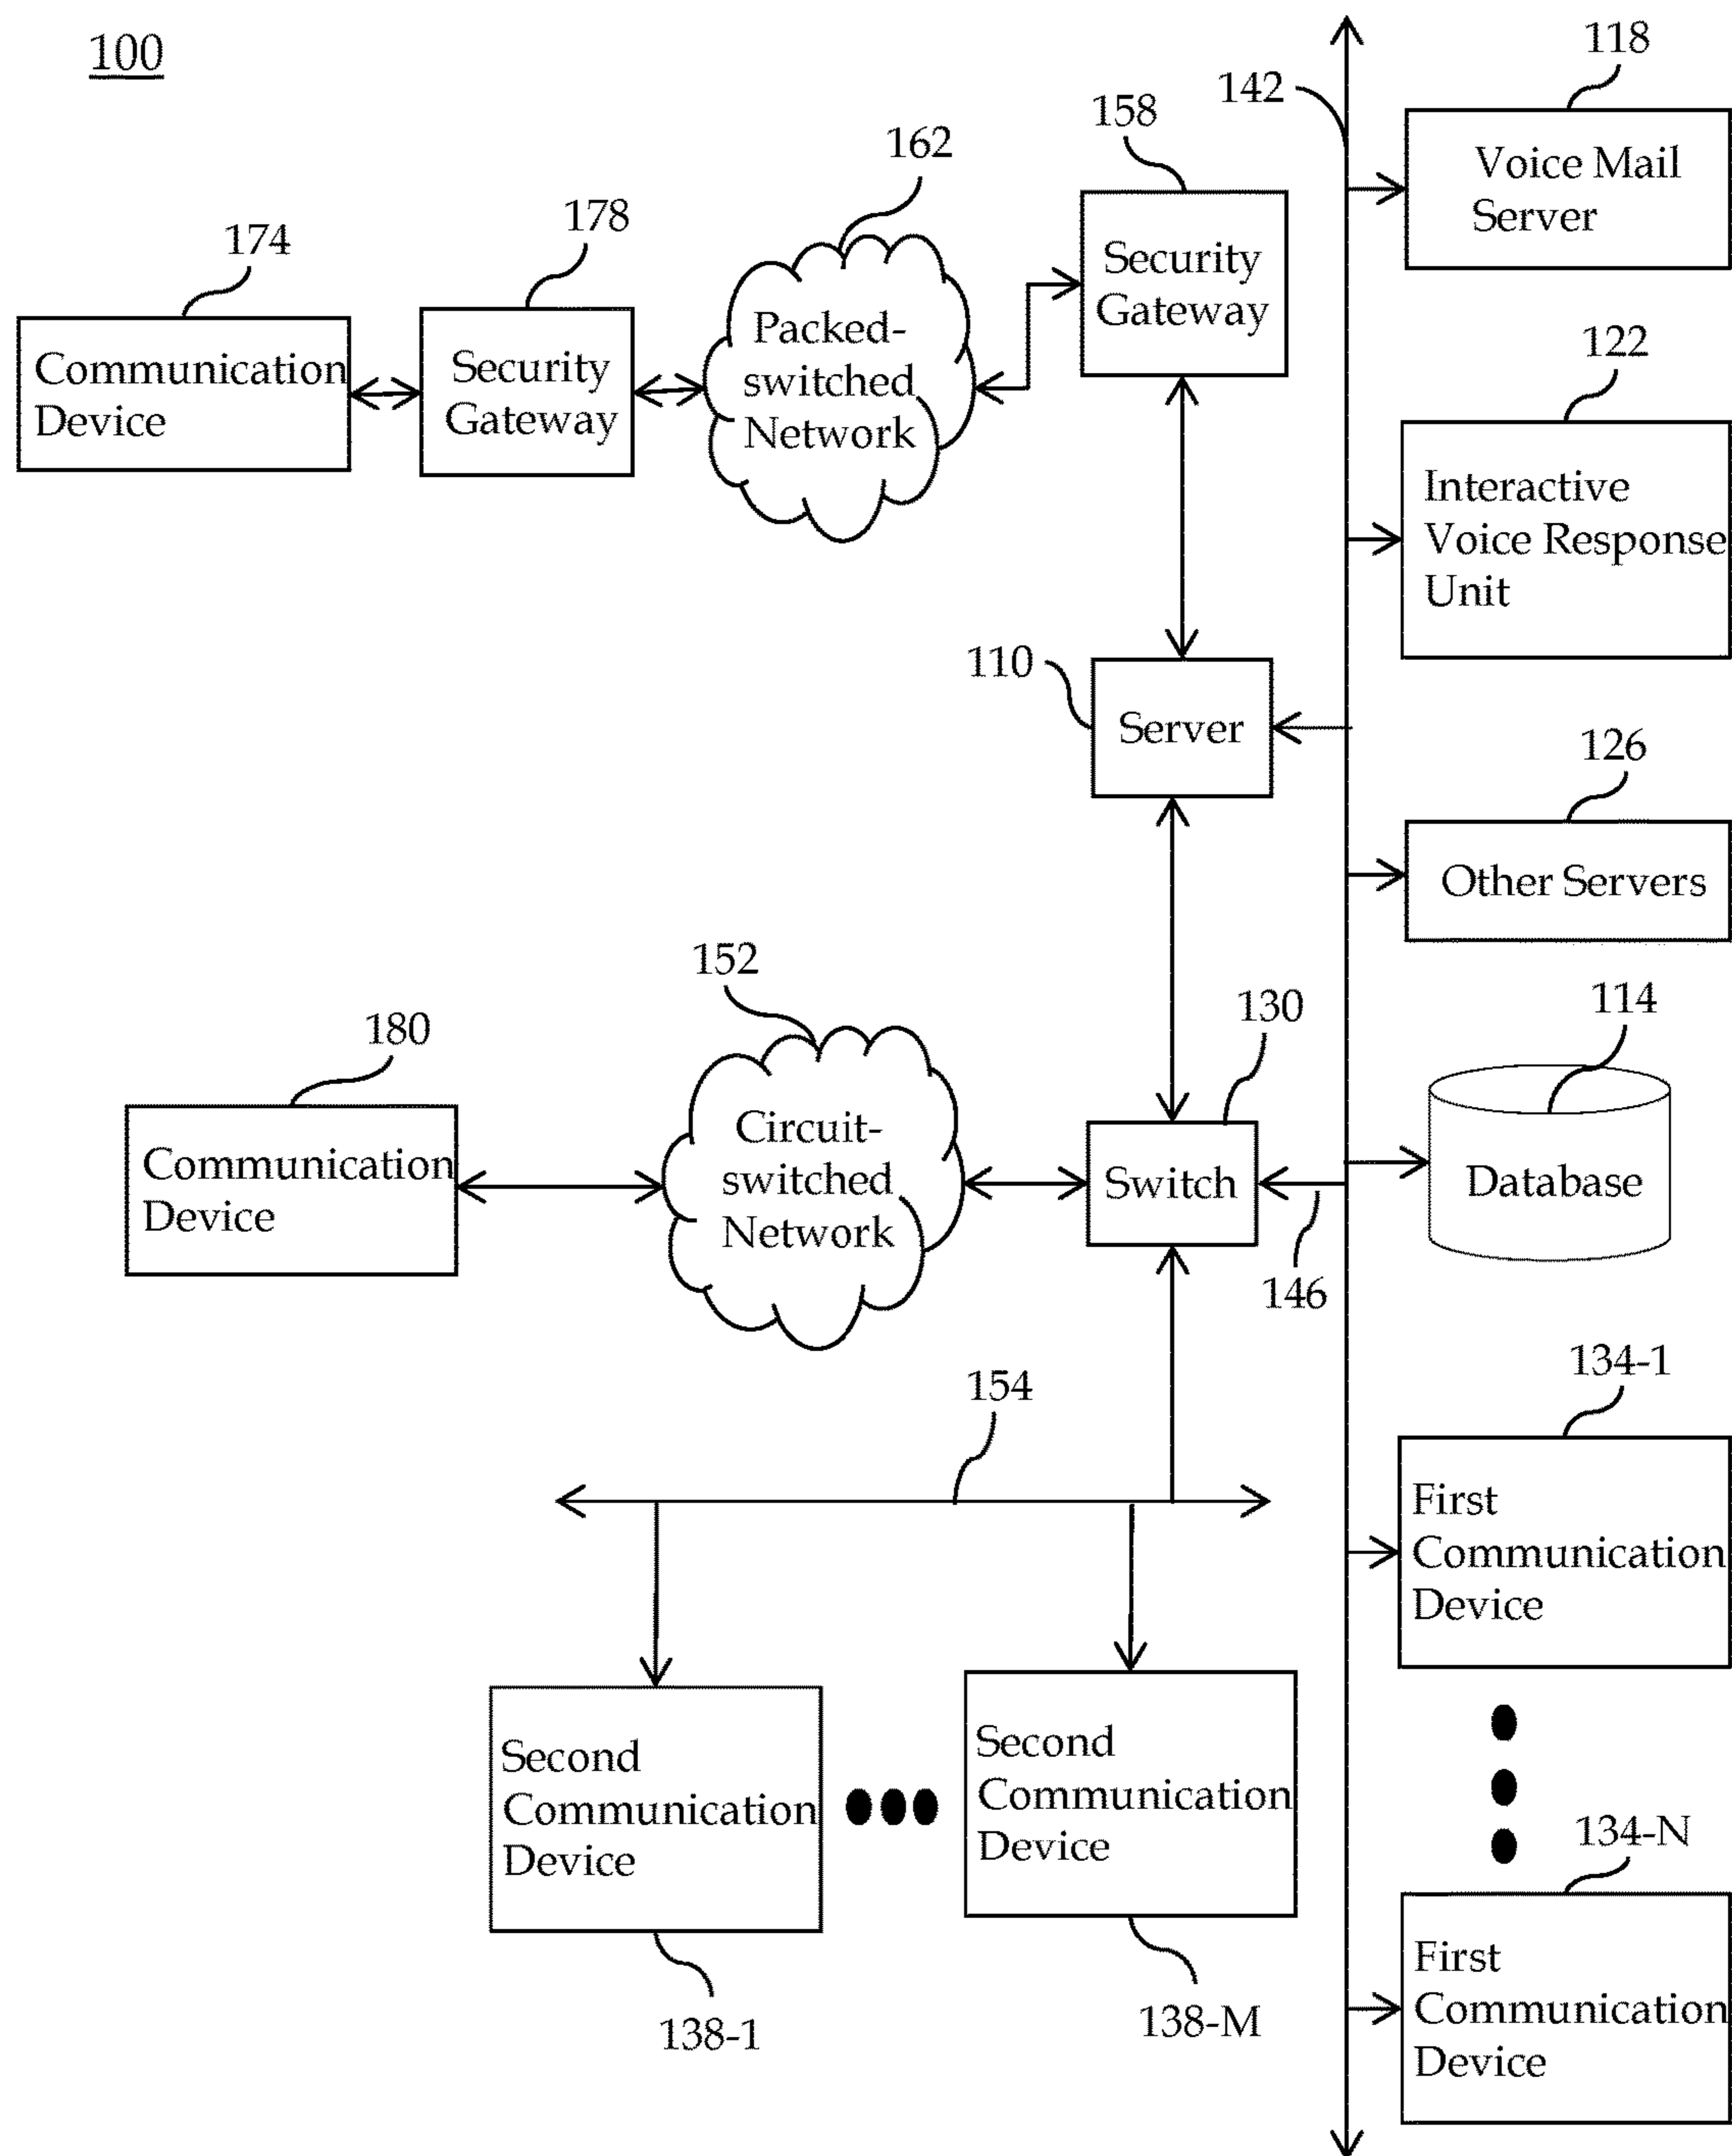 100
118
142
158
162
Voice Mail
Server
178
174
Security
Gateway
Packed-
switched
Network
Communication
Device
Security
Gateway
122
Interactive
Voice Response
Unit
110
Server
126
Other Servers
152
130
114
180
Circuit-
switched
Network
Communication
Device
Switch
Database
146
134-1
154
First
Communication
Device
Second
Communication
Device
Second
Communication
Device
134-N
First
Communication
Device
138-1
138-M